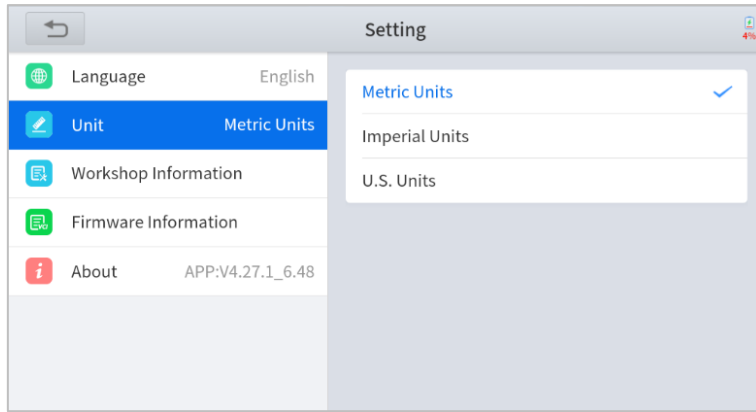 Setting
4%
Language English
Unit Metric Units
Workshop Information
Firmware Information
About APP:V4.27.1_6.48
Metric Units
Imperial Units
U.S. Units